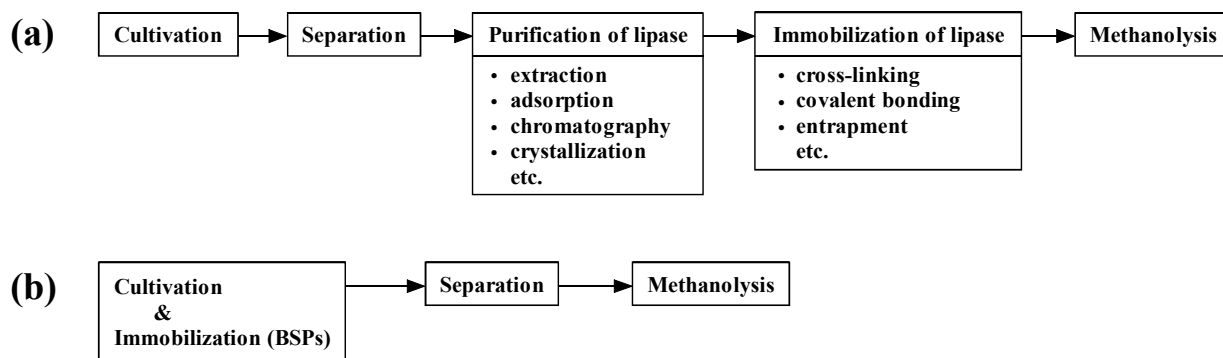 (a)
Cultivation
Separation
Purification of lipase
• extraction
• adsorption
• chromatography
• crystallization
etc.
Immobilization of lipase
• cross-linking
• covalent bonding
• entrapment
etc.
Methanolysis
(b)
Cultivation
&
Immobilization (BSPs)
Separation
Methanolysis